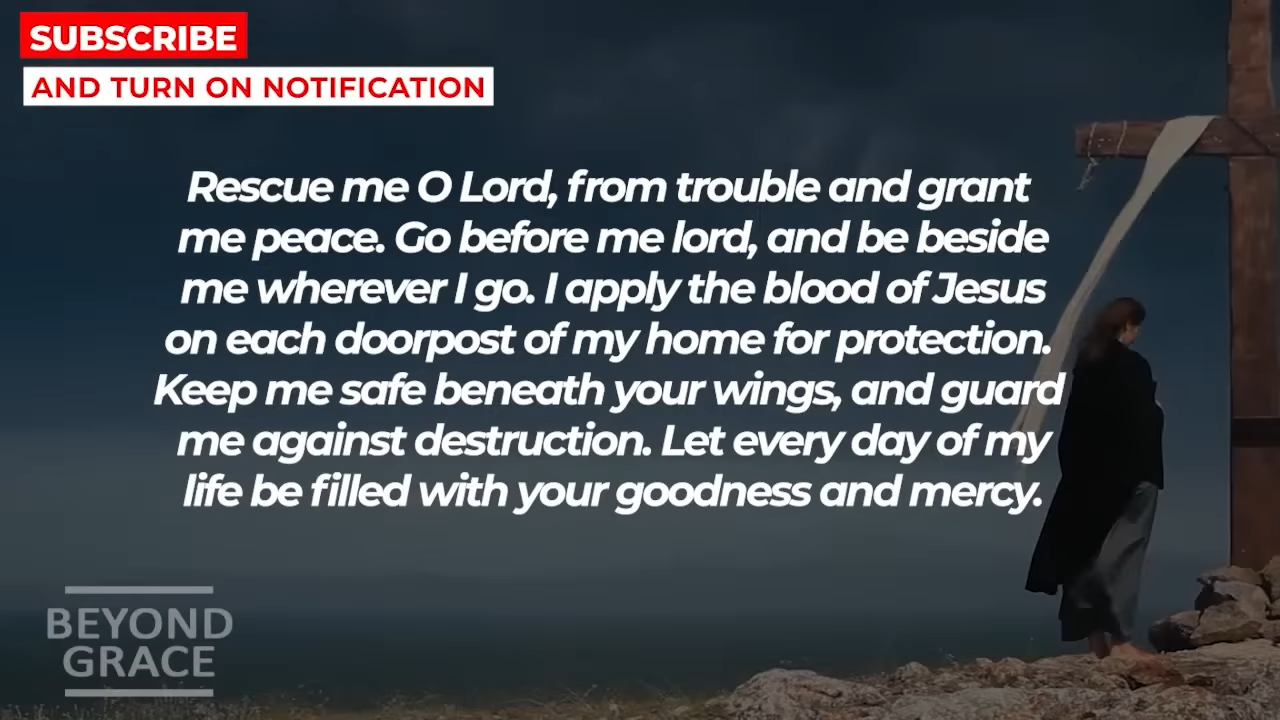 SUBSCRIBE
AND TURN ON NOTIFICATION
Rescue me O Lord, from trouble and grant
me peace. Go before me lord, and be beside
me wherever I go. I apply the blood of Jesus
on each doorpost of my home for protection.
Keep me safe beneath your wings, and guard
me against destruction. Let every day of my
life be filled with your goodness and mercy.
BEYOND
GRACE